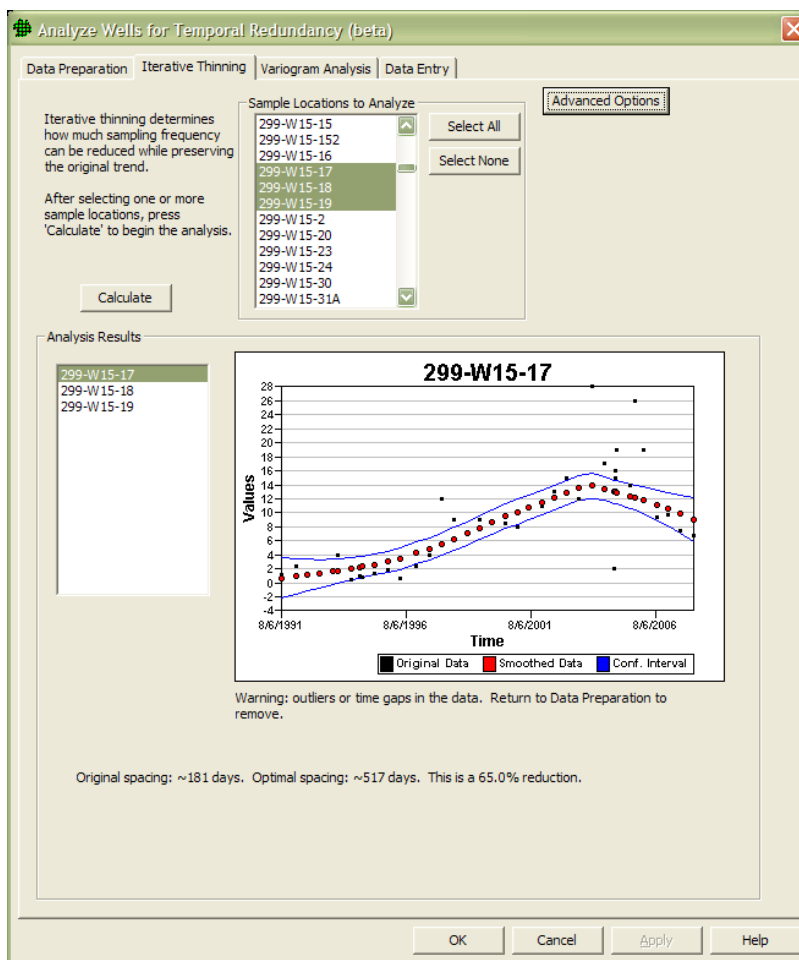 Analyze Wells for Temporal Redundancy (beta)
Data Preparation
Iterative Thinning
Variogram Analysis
Data Entry
Iterative thinning determines
how much sampling frequency
can be reduced while preserving
the original trend.
After selecting one or more
sample locations, press
'Calculate' to begin the analysis.
Calculate
Sample Locations to Analyze
299-W15-15
299-W15-152
299-W15-16
299-W15-17
299-W15-18
299-W15-19
299-W15-2
299-W15-20
299-W15-23
299-W15-24
299-W15-30
299-W15-31A
Select All
Select None
Advanced Options
Analysis Results
299-W15-17
299-W15-18
299-W15-19
299-W15-17
Values
28
26
24
22
20
18
16
14
12
10
8
6
4
2
0
-2
-4
8/6/1991
8/6/1996
8/6/2001
8/6/2006
Time
Original Data
Smoothed Data
Conf. Interval
Warning: outliers or time gaps in the data. Return to Data Preparation to
remove.
Original spacing: ~181 days. Optimal spacing: ~517 days. This is a 65.0% reduction.
OK
Cancel
Apply
Help